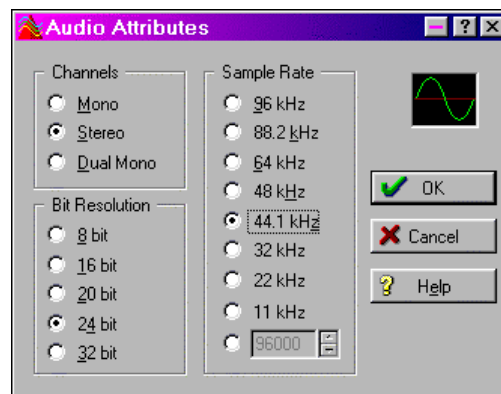 Audio Attributes
Channels
Mono
Stereo
Dual Mono
Bit Resolution
8 bit
16 bit
20 bit
24 bit
32 bit
Sample Rate
96 kHz
88.2 kHz
64 kHz
48 kHz
44.1 kHz
32 kHz
22 kHz
11 kHz
96000
OK
Cancel
Help